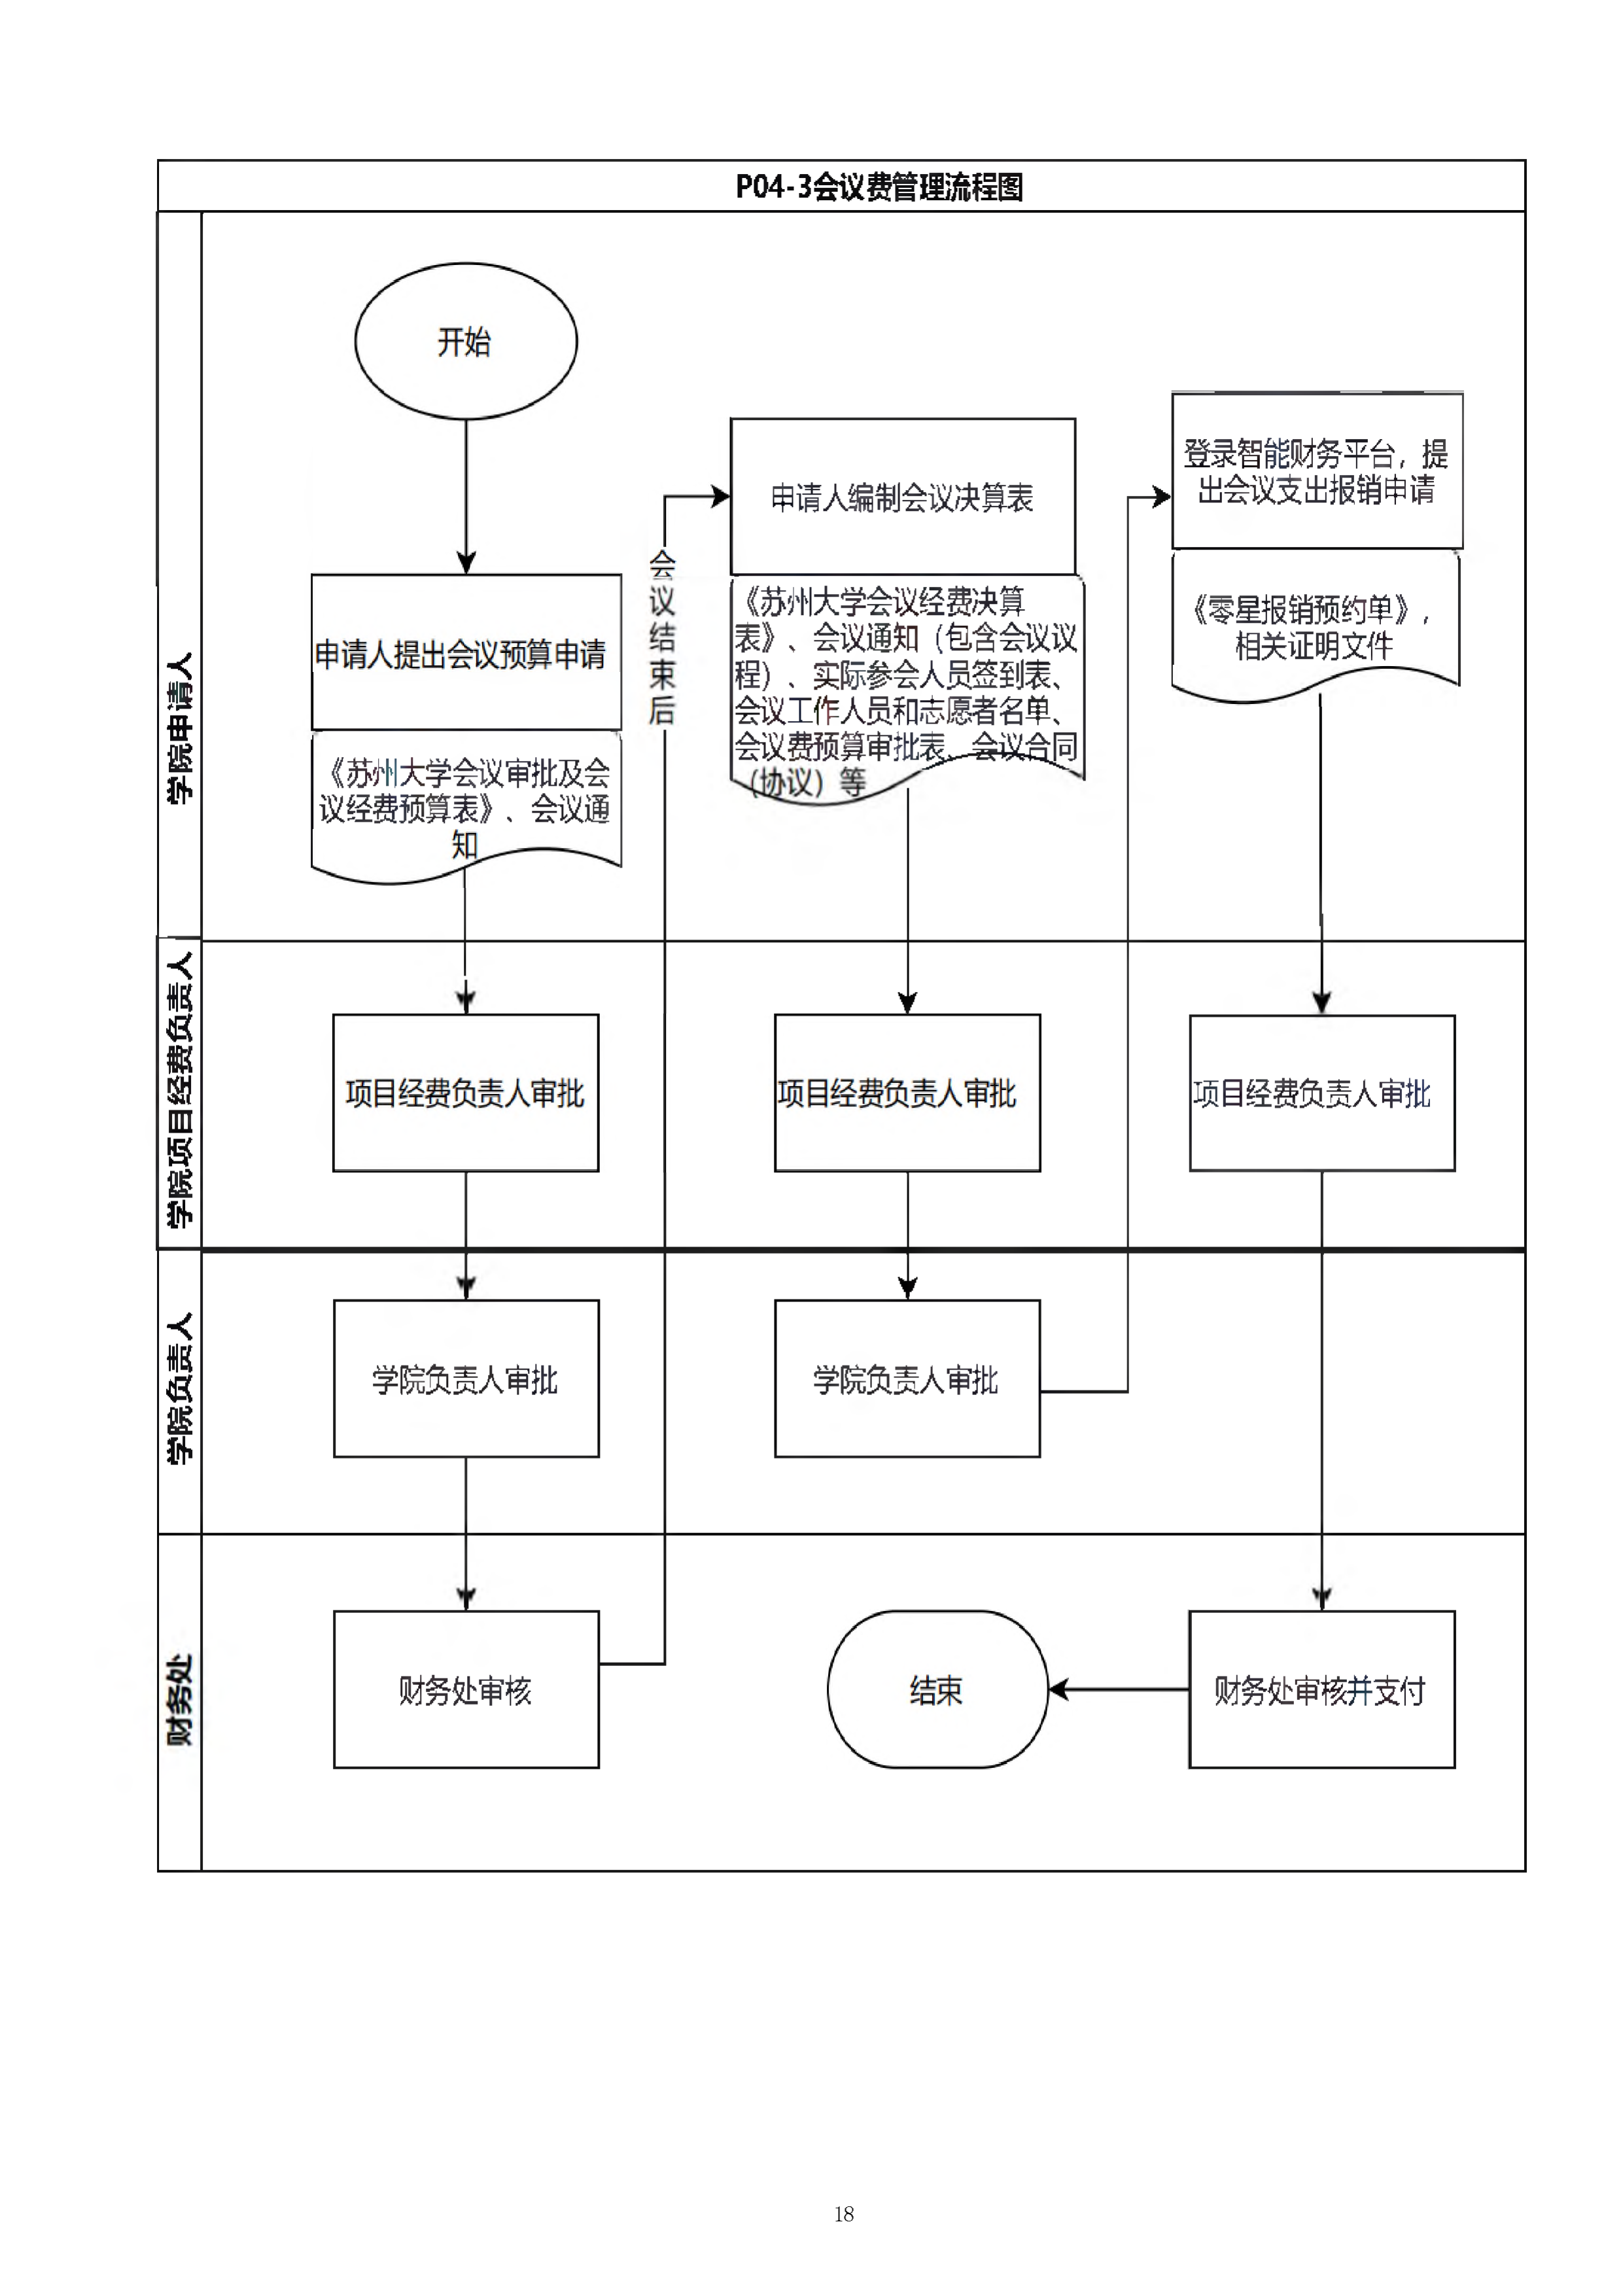 P04-3会议费管理流程图
学院申请人
开始
申请人提出会议预算申请
《苏州大学会议审批及会
议经费预算表》、会议通
知
会
议
结
束
后
申请人编制会议决算表
《苏州大学会议经费决算
表》、会议通知（包含会议议
程）、实际参会人员签到表、
会议工作人员和志愿者名单、
会议费预算审批表、会议合同
（协议）等
登录智能财务平台，提
出会议支出报销申请
《零星报销预约单》，
相关证明文件
学院项目经费负责人
项目经费负责人审批
项目经费负责人审批
项目经费负责人审批
学院负责人
学院负责人审批
学院负责人审批
财务处
财务处审核
结束
财务处审核并支付
18